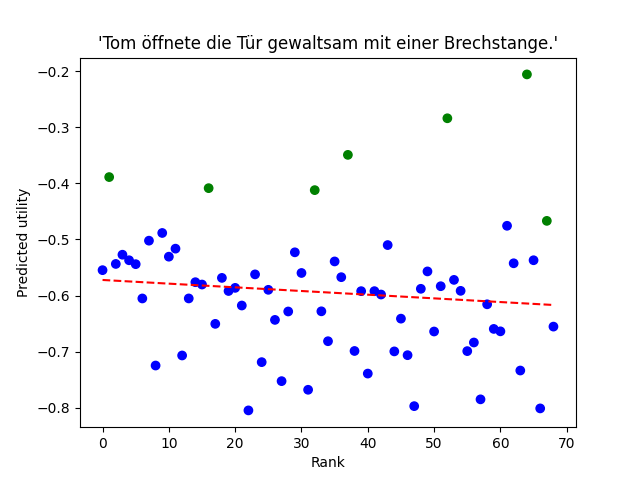 'Tom öffnete die Tür gewaltsam mit einer Brechstange.'
Predicted utility
−0.2
−0.3
−0.4
−0.5
−0.6
−0.7
−0.8
0 10 20 30 40 50 60 70
Rank